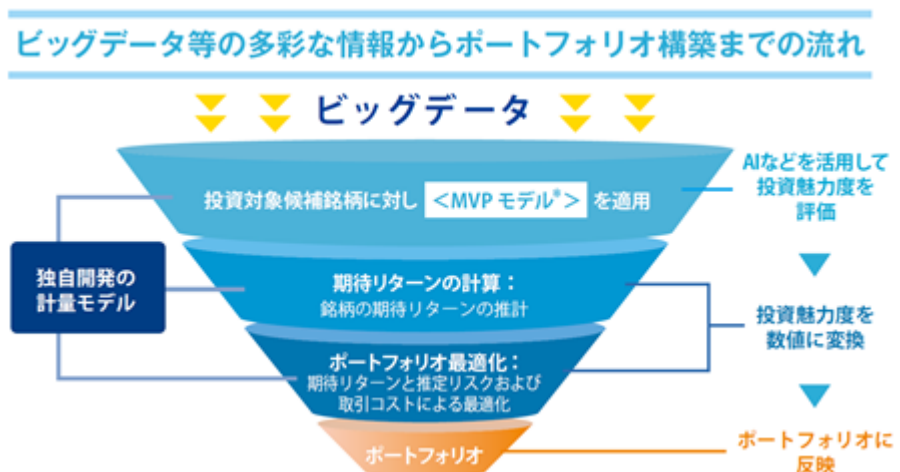 ビッグデータ等の多彩な情報からポートフォリオ構築までの流れ
ビッグデータ
投資対象候補銘柄に対し <MVP モデル※> を適用
AIなどを活用して
投資魅力度を
評価
独自開発の
計量モデル
期待リターンの計算：
銘柄の期待リターンの推計
投資魅力度を
数値に変換
ポートフォリオ最適化：
期待リターンと推定リスクおよび
取引コストによる最適化
ポートフォリオ
ポートフォリオに
反映